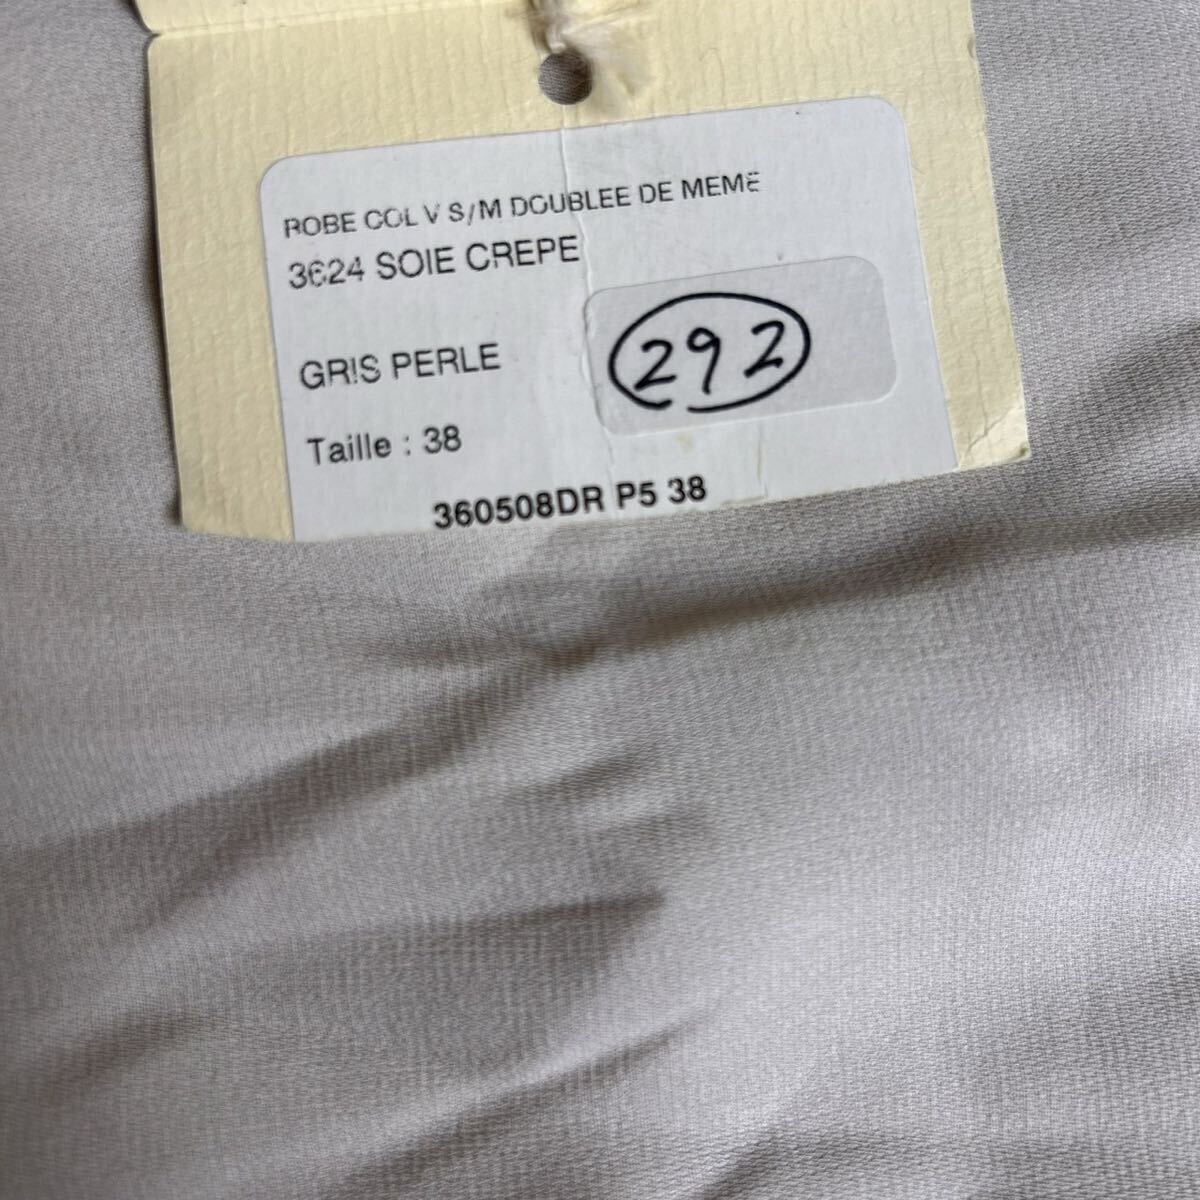 ROBE COL V S/M DOUBLEE DE MEME
3624 SOIE CREPE
292
GRIS PERLE
Taille : 38
360508DR P5 38